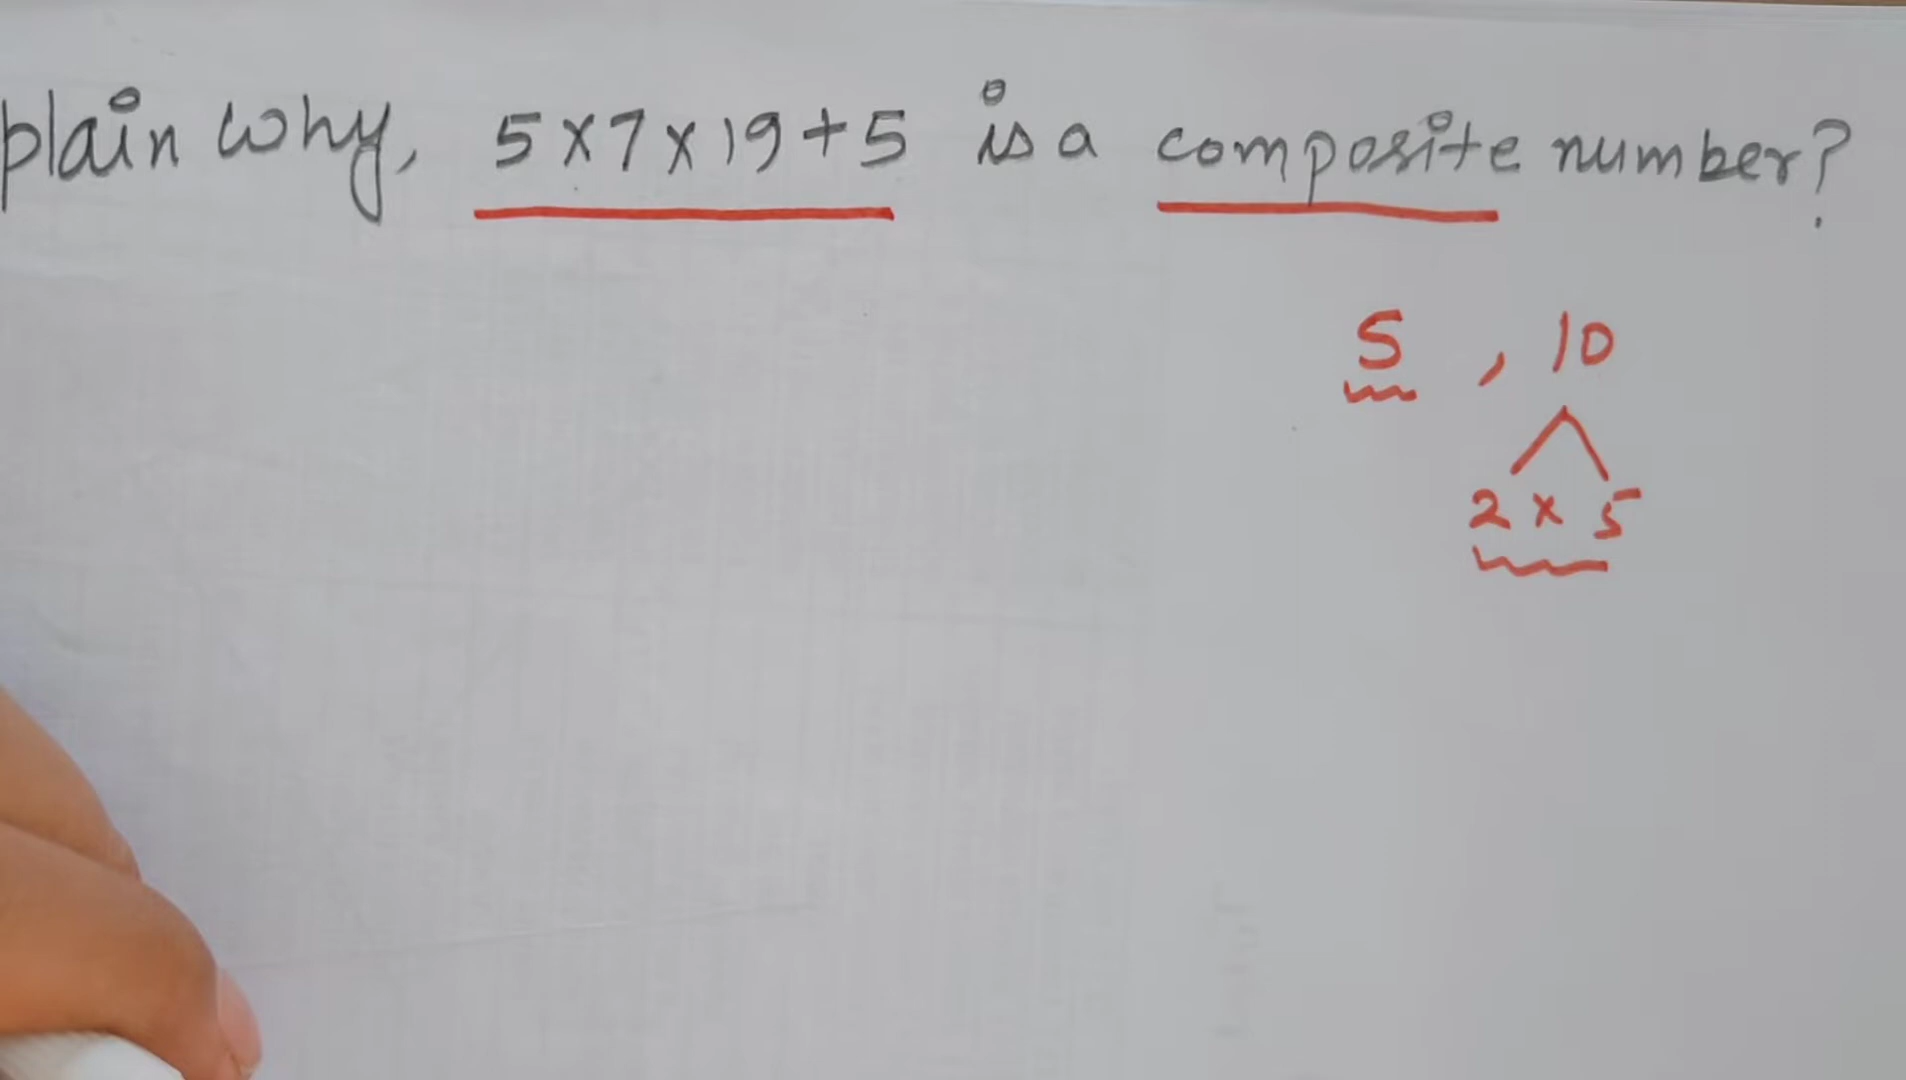 plain why, 5×7×19+5 is a composite number?
5 , 10
2 × 5